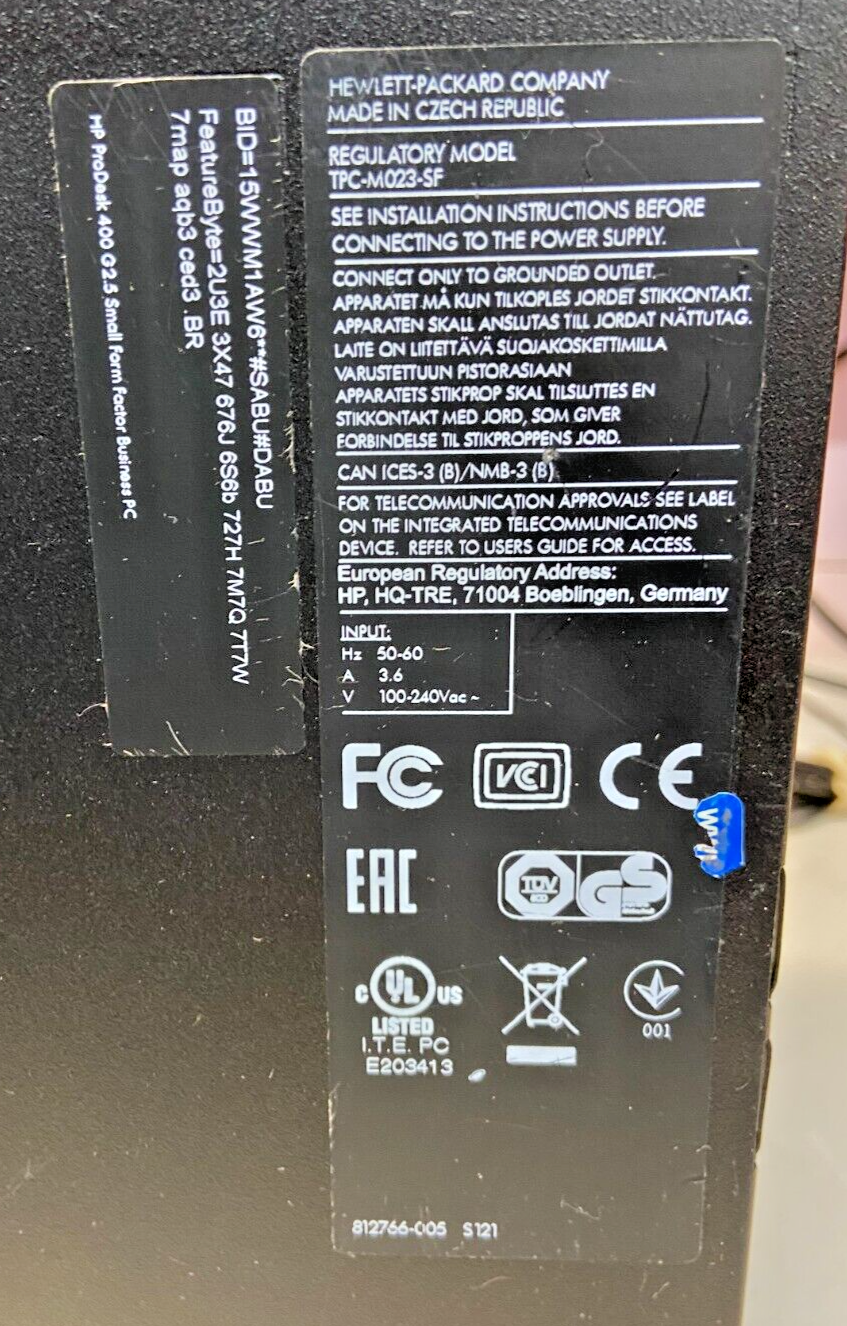 BID=15WWM1AW6**#SABU#DABU
FeatureByte=2U3E 3X47 676J 6S6b 727H 7M7Q 7T7W
7map aqb3 ced3 .BR
HP ProDesk 400 G2.5 Small Form Factor Business PC
HEWLETT-PACKARD COMPANY
MADE IN CZECH REPUBLIC
REGULATORY MODEL
TPC-M023-SF
SEE INSTALLATION INSTRUCTIONS BEFORE
CONNECTING TO THE POWER SUPPLY.
CONNECT ONLY TO GROUNDED OUTLET.
APPARATET MÅ KUN TILKOPLES JORDET STIKKONTAKT.
APPARATEN SKALL ANSLUTAS TILL JORDAT NÄTTUTAG.
LAITE ON LIITETTÄVÄ SUOJAKOSKETTIMILLA
VARUSTETTUUN PISTORASIAAN
APPARATETS STIKPROP SKAL TILSLUTTES EN
STIKKONTAKT MED JORD, SOM GIVER
FORBINDELSE TIL STIKPROPPENS JORD.
CAN ICES-3 (B)/NMB-3 (B)
FOR TELECOMMUNICATION APPROVALS SEE LABEL
ON THE INTEGRATED TELECOMMUNICATIONS
DEVICE. REFER TO USERS GUIDE FOR ACCESS.
European Regulatory Address:
HP, HQ-TRE, 71004 Boeblingen, Germany
INPUT:
Hz 50-60
A 3.6
V 100-240Vac ~
FC VCI CE
EAC TÜV GS
C UL US
LISTED
I.T.E. PC
E203413
001
812766-005 S121